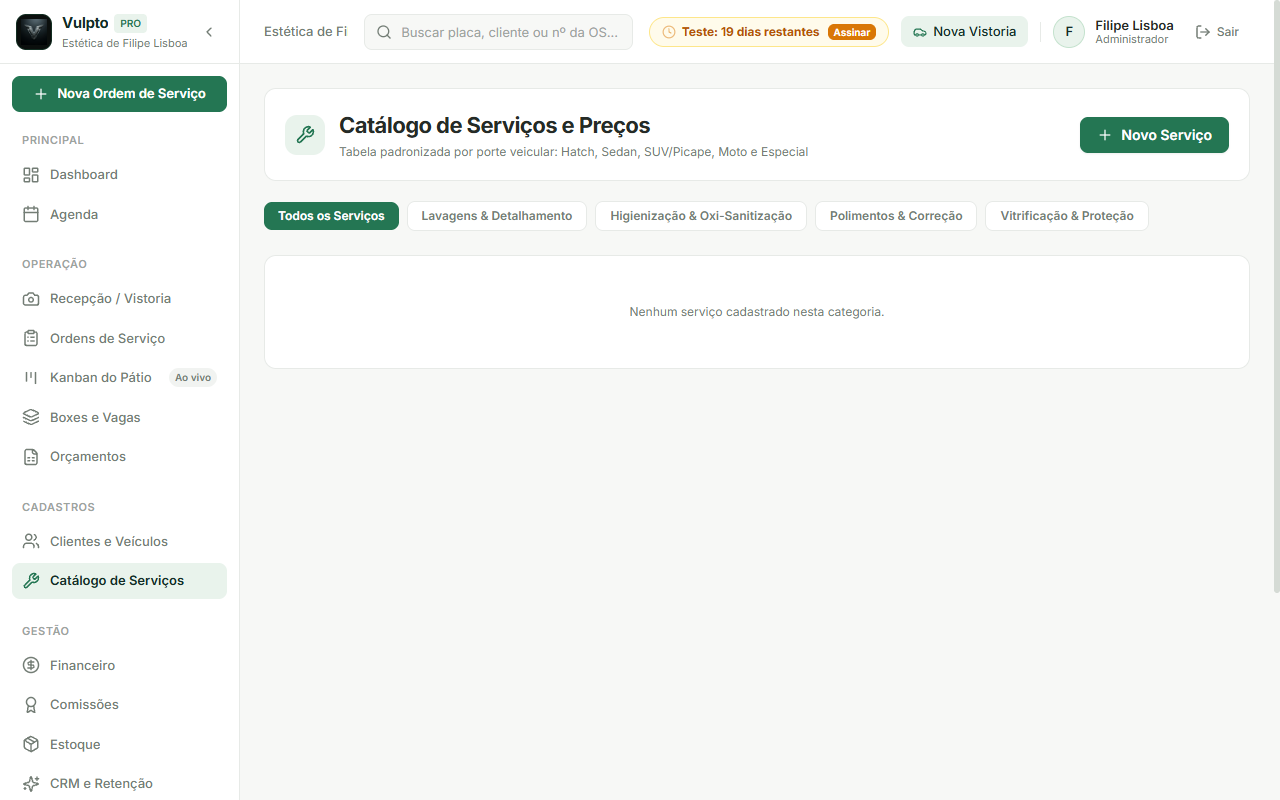 Vulpto PRO
Estética de Filipe Lisboa
Nova Ordem de Serviço
PRINCIPAL
Dashboard
Agenda
OPERAÇÃO
Recepção / Vistoria
Ordens de Serviço
Kanban do Pátio Ao vivo
Boxes e Vagas
Orçamentos
CADASTROS
Clientes e Veículos
Catálogo de Serviços
GESTÃO
Financeiro
Comissões
Estoque
CRM e Retenção
Estética de Fi
Buscar placa, cliente ou nº da OS...
Teste: 19 dias restantes Assinar
Nova Vistoria
F
Filipe Lisboa
Administrador
Sair
Catálogo de Serviços e Preços
Tabela padronizada por porte veicular: Hatch, Sedan, SUV/Picape, Moto e Especial
Novo Serviço
Todos os Serviços
Lavagens & Detalhamento
Higienização & Oxi-Sanitização
Polimentos & Correção
Vitrificação & Proteção
Nenhum serviço cadastrado nesta categoria.